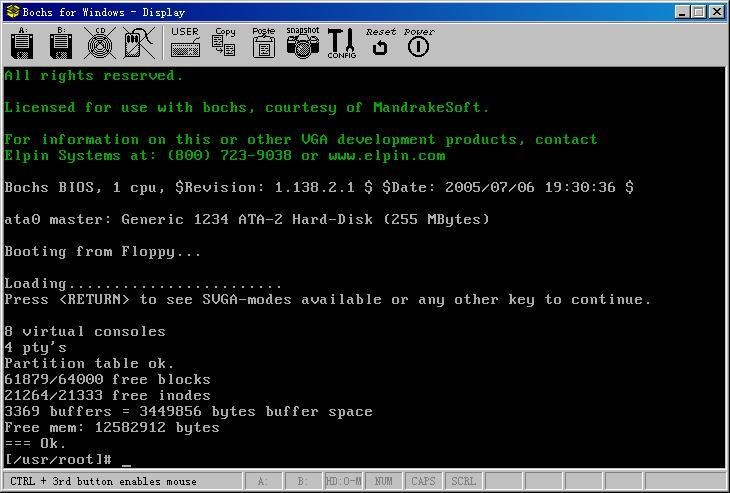 Bochs for Windows - Display
A:
B:
CD
USER
Copy
Paste
snapshot
CONFIG
Reset
Power
All rights reserved.
Licensed for use with bochs, courtesy of MandrakeSoft.
For information on this or other VGA development products, contact
Elpin Systems at: (800) 723-9038 or www.elpin.com
Bochs BIOS, 1 cpu, $Revision: 1.138.2.1 $ $Date: 2005/07/06 19:30:36 $
ata0 master: Generic 1234 ATA-2 Hard-Disk (255 MBytes)
Booting from Floppy...
Loading........................
Press <RETURN> to see SVGA-modes available or any other key to continue.
8 virtual consoles
4 pty's
Partition table ok.
61879/64000 free blocks
21264/21333 free inodes
3369 buffers = 3449856 bytes buffer space
Free mem: 12582912 bytes
=== Ok.
[/usr/root]# _
CTRL + 3rd button enables mouse
A:
B:
HD:0-M
NUM
CAPS
SCRL